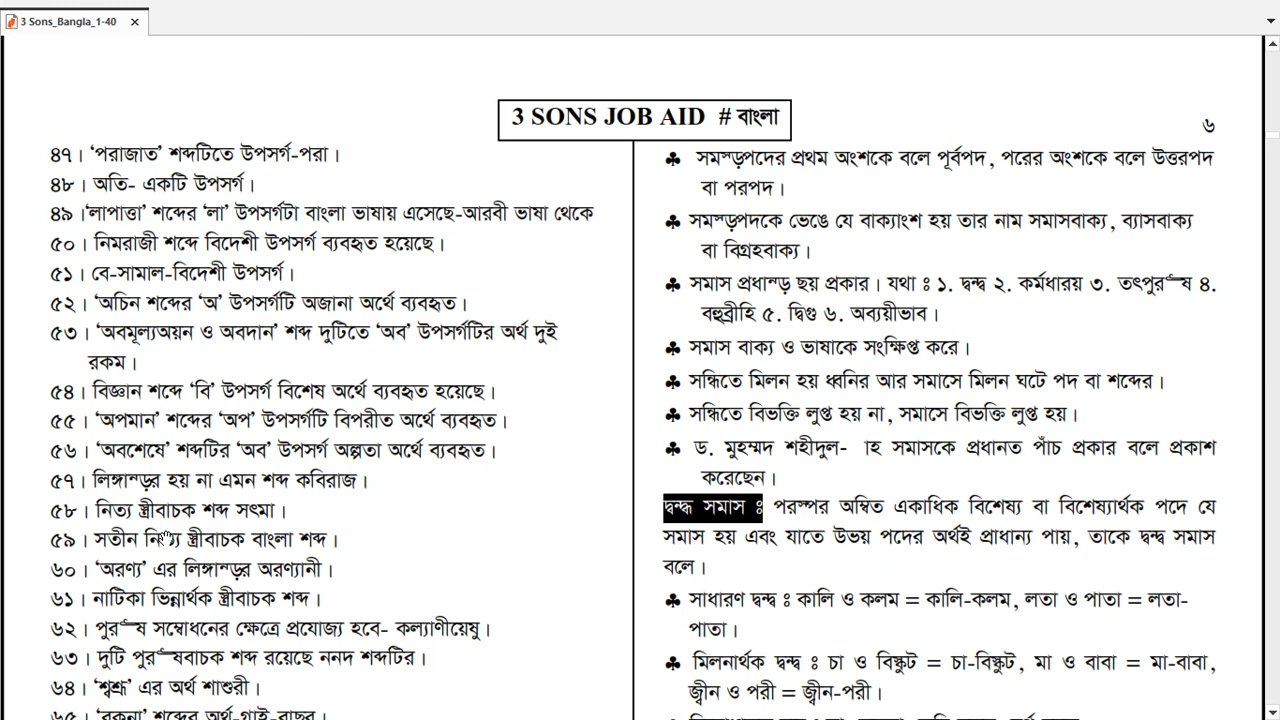 3 Sons_Bangla_1-40
3 SONS JOB AID # বাংলা
৬
৪৭। ‘পরাজাত’ শব্দটিতে উপসর্গ-পরা।
৪৮। অতি- একটি উপসর্গ।
৪৯।‘লাপাত্তা’ শব্দের ‘লা’ উপসর্গটা বাংলা ভাষায় এসেছে-আরবী ভাষা থেকে
৫০। নিমরাজী শব্দে বিদেশী উপসর্গ ব্যবহৃত হয়েছে।
৫১। বে-সামাল-বিদেশী উপসর্গ।
৫২। ‘অচিন শব্দের ‘অ’ উপসর্গটি অজানা অর্থে ব্যবহৃত।
৫৩। ‘অবমূল্যঅয়ন ও অবদান’ শব্দ দুটিতে ‘অব’ উপসর্গটির অর্থ দুই
রকম।
৫৪। বিজ্ঞান শব্দে ‘বি’ উপসর্গ বিশেষ অর্থে ব্যবহৃত হয়েছে।
৫৫। ‘অপমান’ শব্দের ‘অপ’ উপসর্গটি বিপরীত অর্থে ব্যবহৃত।
৫৬। ‘অবশেষে’ শব্দটির ‘অব’ উপসর্গ অল্পতা অর্থে ব্যবহৃত।
৫৭। লিঙ্গান্ড়র হয় না এমন শব্দ কবিরাজ।
৫৮। নিত্য স্ত্রীবাচক শব্দ সৎমা।
৫৯। সতীন নিত্য স্ত্রীবাচক বাংলা শব্দ।
৬০। ‘অরণ্য’ এর লিঙ্গান্ড়র অরণ্যানী।
৬১। নাটিকা ভিন্নার্থক স্ত্রীবাচক শব্দ।
৬২। পুর“ষ সম্বোধনের ক্ষেত্রে প্রযোজ্য হবে- কল্যাণীয়েষু।
৬৩। দুটি পুর“ষবাচক শব্দ রয়েছে ননদ শব্দটির।
৬৪। ‘শ্বশ্রূ’ এর অর্থ শাশুরী।
৬৫। ‘বকনা’ শব্দের অর্থ-গাই-বাছুর।
♣ সমস্ড়পদের প্রথম অংশকে বলে পূর্বপদ, পরের অংশকে বলে উত্তরপদ
বা পরপদ।
♣ সমস্ড়পদকে ভেঙে যে বাক্যাংশ হয় তার নাম সমাসবাক্য, ব্যাসবাক্য
বা বিগ্রহবাক্য।
♣ সমাস প্রধান্ড় ছয় প্রকার। যথা ঃ ১. দ্বন্দ্ব ২. কর্মধারয় ৩. তৎপুর“ষ ৪.
বহুব্রীহি ৫. দ্বিগু ৬. অব্যয়ীভাব।
♣ সমাস বাক্য ও ভাষাকে সংক্ষিপ্ত করে।
♣ সন্ধিতে মিলন হয় ধ্বনির আর সমাসে মিলন ঘটে পদ বা শব্দের।
♣ সন্ধিতে বিভক্তি লুপ্ত হয় না, সমাসে বিভক্তি লুপ্ত হয়।
♣ ড. মুহম্মদ শহীদুল- াহ সমাসকে প্রধানত পাঁচ প্রকার বলে প্রকাশ
করেছেন।
দ্বন্দ্ধ সমাস ঃ পরস্পর অম্বিত একাধিক বিশেষ্য বা বিশেষ্যার্থক পদে যে
সমাস হয় এবং যাতে উভয় পদের অর্থই প্রাধান্য পায়, তাকে দ্বন্দ্ব সমাস
বলে।
♣ সাধারণ দ্বন্দ্ব ঃ কালি ও কলম = কালি-কলম, লতা ও পাতা = লতা-
পাতা।
♣ মিলনার্থক দ্বন্দ্ব ঃ চা ও বিষ্কুট = চা-বিষ্কুট, মা ও বাবা = মা-বাবা,
জ্বীন ও পরী = জ্বীন-পরী।